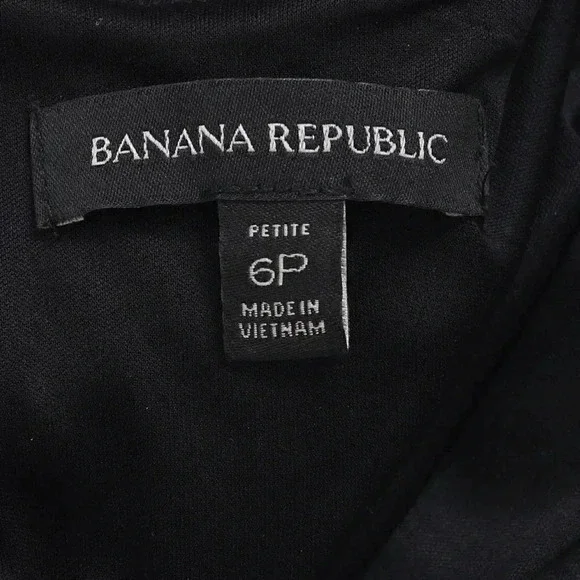 BANANA REPUBLIC
PETITE
6P
MADE IN
VIETNAM